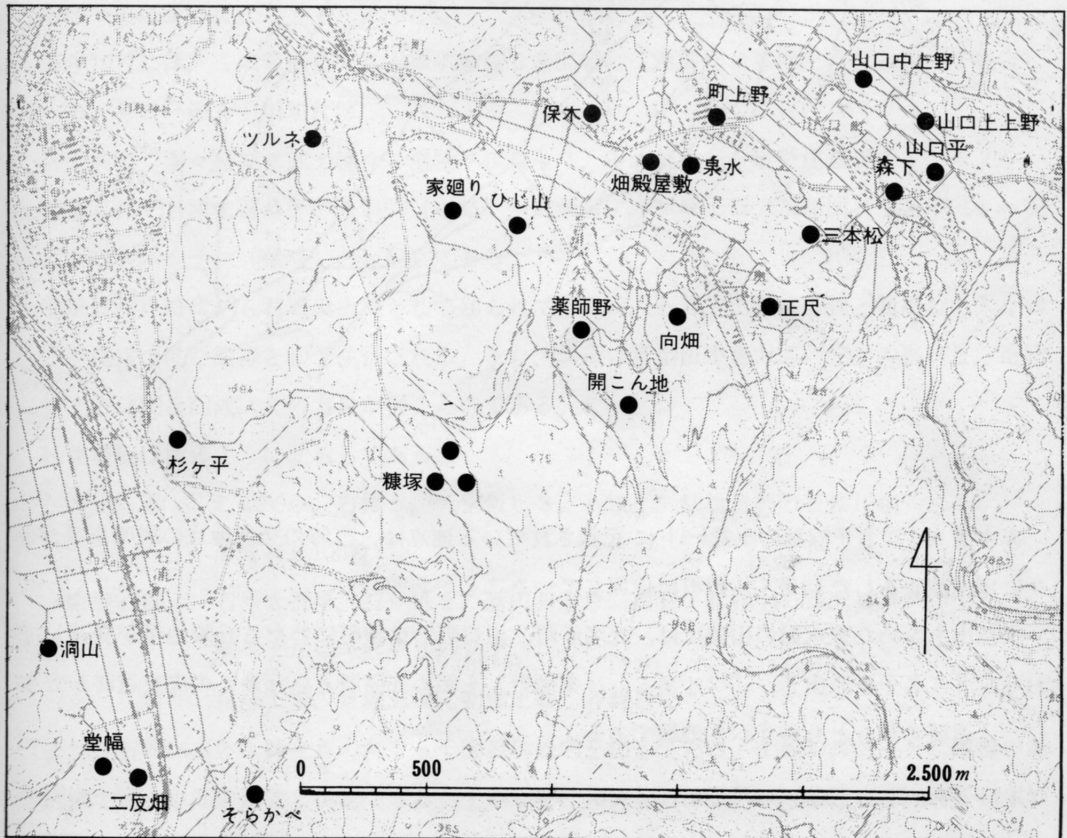 山口中上野
町上野
保木
山口上上野
ツルネ
山口平
泉水
畑殿屋敷
森下
家廻り
ひじ山
三本松
薬師野
正尺
向畑
開こん地
杉ヶ平
糠塚
洞山
堂幅
二反畑
そらかべ
0
500
2.500m